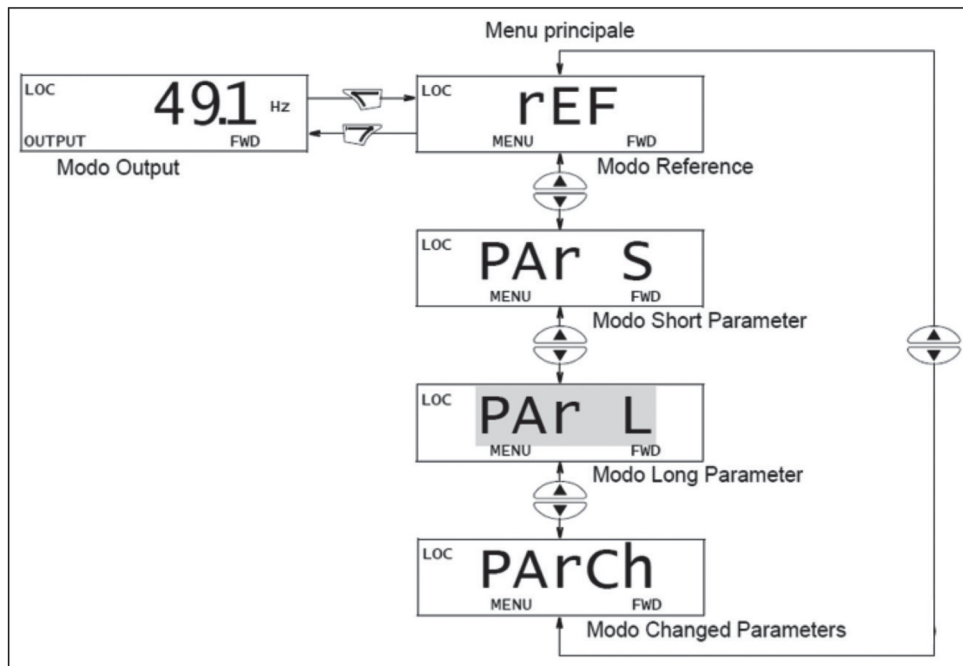 Menu principale
LOC
49.1 Hz
OUTPUT FWD
Modo Output
LOC
rEF
MENU FWD
Modo Reference
LOC
PAr S
MENU FWD
Modo Short Parameter
LOC
PAr L
MENU FWD
Modo Long Parameter
LOC
PArCh
MENU FWD
Modo Changed Parameters